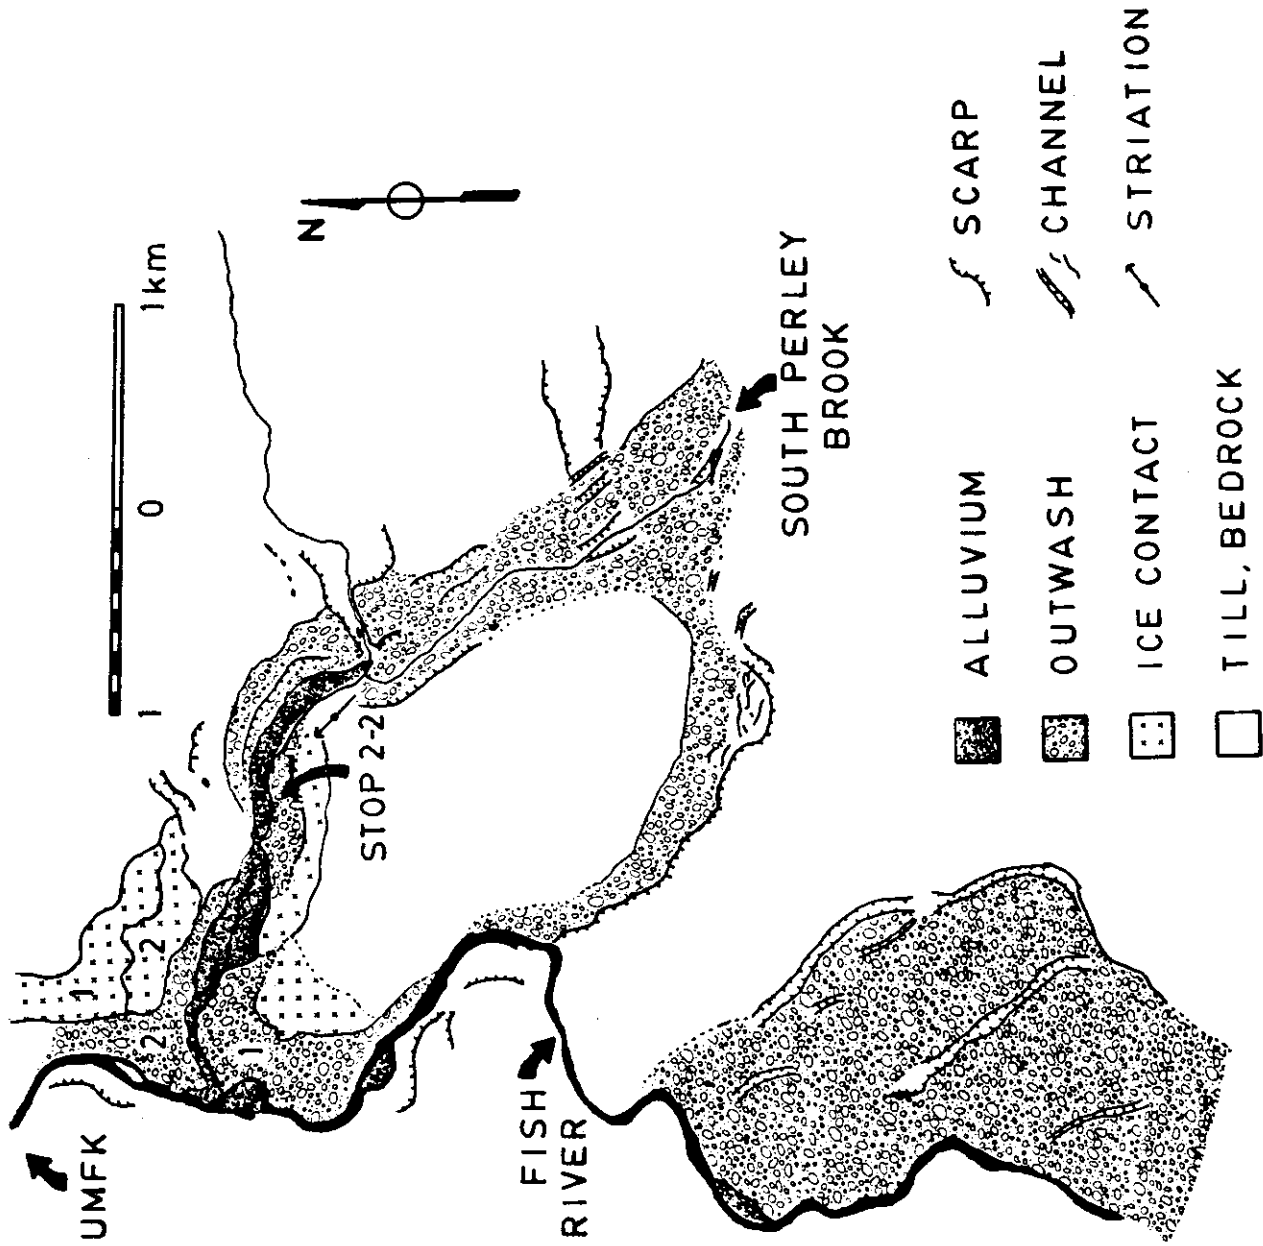 UMFK
1
2
2
1
1
0
1km
N
STOP 2-2
FISH
RIVER
SOUTH PERLEY
BROOK
ALLUVIUM
OUTWASH
ICE CONTACT
TILL, BEDROCK
SCARP
CHANNEL
STRIATION